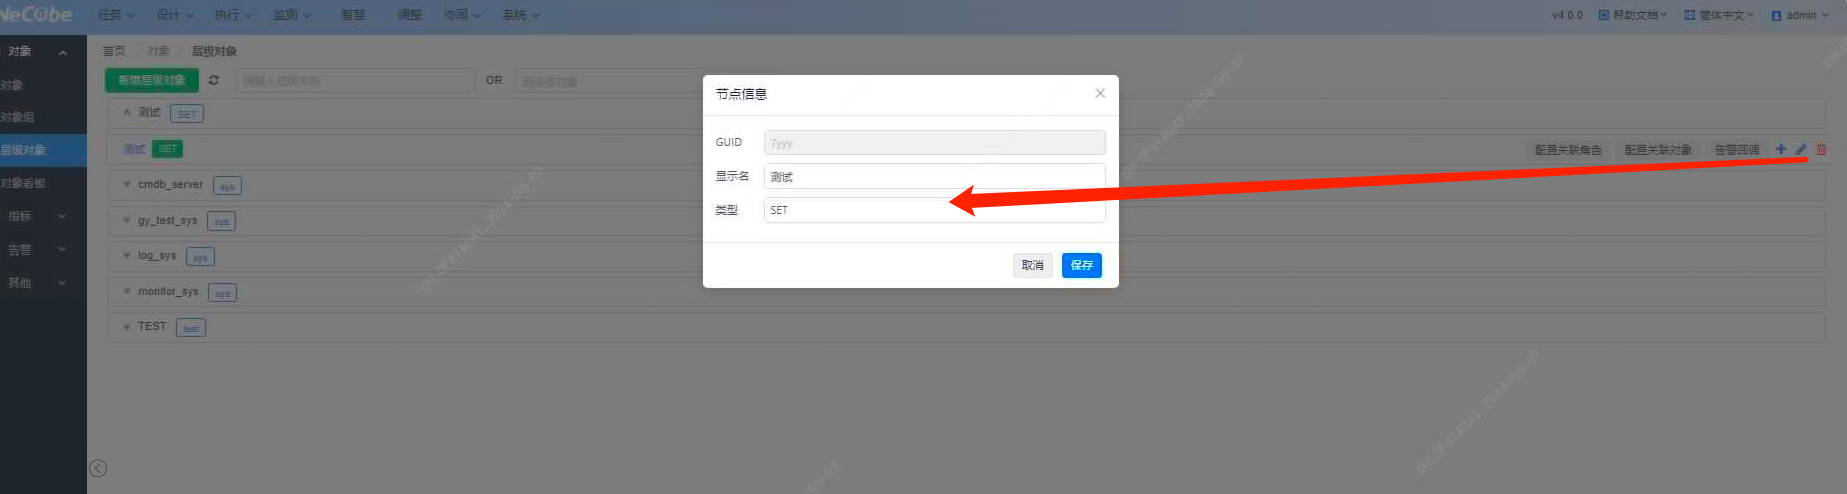 WeCube 任务 设计 执行 监测 智慧 调整 协同 系统 v4.0.0 帮助文档 简体中文 admin
对象
对象
对象组
层级对象
对象看板
指标
告警
其他
首页 对象 层级对象
新增层级对象 请输入层级名称 OR 请选择对象
测试 SET
测试 SET 配置关联角色 配置关联对象 告警回调
cmdb_server sys
gy_test_sys sys
log_sys sys
monitor_sys sys
TEST test
节点信息
GUID 7yyy
显示名 测试
类型 SET
取消 保存